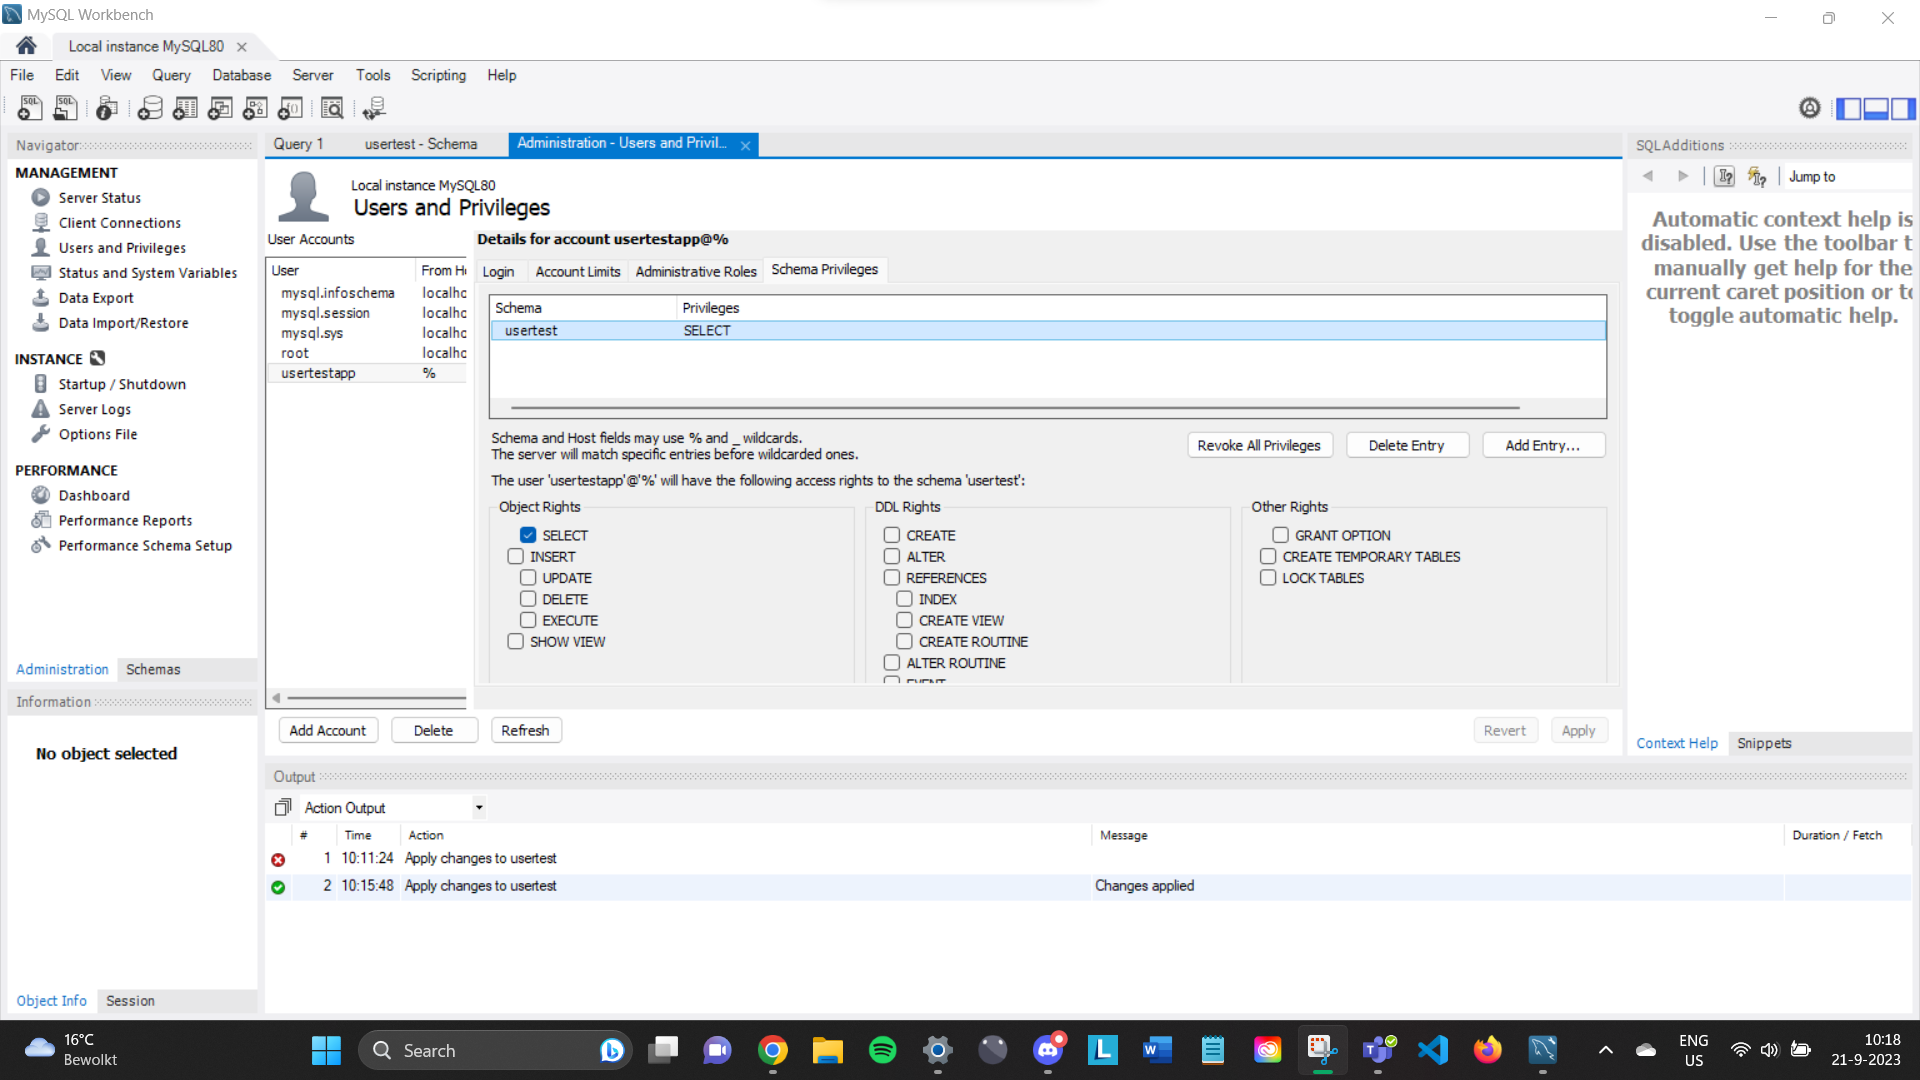 MySQL Workbench
Local instance MySQL80
File Edit View Query Database Server Tools Scripting Help
Navigator
MANAGEMENT
Server Status
Client Connections
Users and Privileges
Status and System Variables
Data Export
Data Import/Restore
INSTANCE
Startup / Shutdown
Server Logs
Options File
PERFORMANCE
Dashboard
Performance Reports
Performance Schema Setup
Administration Schemas
Information
No object selected
Object Info Session
Query 1 usertest - Schema Administration - Users and Privil...
Local instance MySQL80
Users and Privileges
User Accounts
User From Ho
mysql.infoschema localhc
mysql.session localhc
mysql.sys localhc
root localhc
usertestapp %
Add Account Delete Refresh
Details for account usertestapp@%
Login Account Limits Administrative Roles Schema Privileges
Schema Privileges
usertest SELECT
Schema and Host fields may use % and _ wildcards.
The server will match specific entries before wildcarded ones.
Revoke All Privileges Delete Entry Add Entry...
The user 'usertestapp'@'%' will have the following access rights to the schema 'usertest':
Object Rights
SELECT
INSERT
UPDATE
DELETE
EXECUTE
SHOW VIEW
DDL Rights
CREATE
ALTER
REFERENCES
INDEX
CREATE VIEW
CREATE ROUTINE
ALTER ROUTINE
EVENT
Other Rights
GRANT OPTION
CREATE TEMPORARY TABLES
LOCK TABLES
Revert Apply
SQLAdditions
Jump to
Automatic context help is
disabled. Use the toolbar t
manually get help for the
current caret position or to
toggle automatic help.
Context Help Snippets
Output
Action Output
# Time Action Message Duration / Fetch
1 10:11:24 Apply changes to usertest
2 10:15:48 Apply changes to usertest Changes applied
16°C
Bewolkt
Search
ENG
US
10:18
21-9-2023